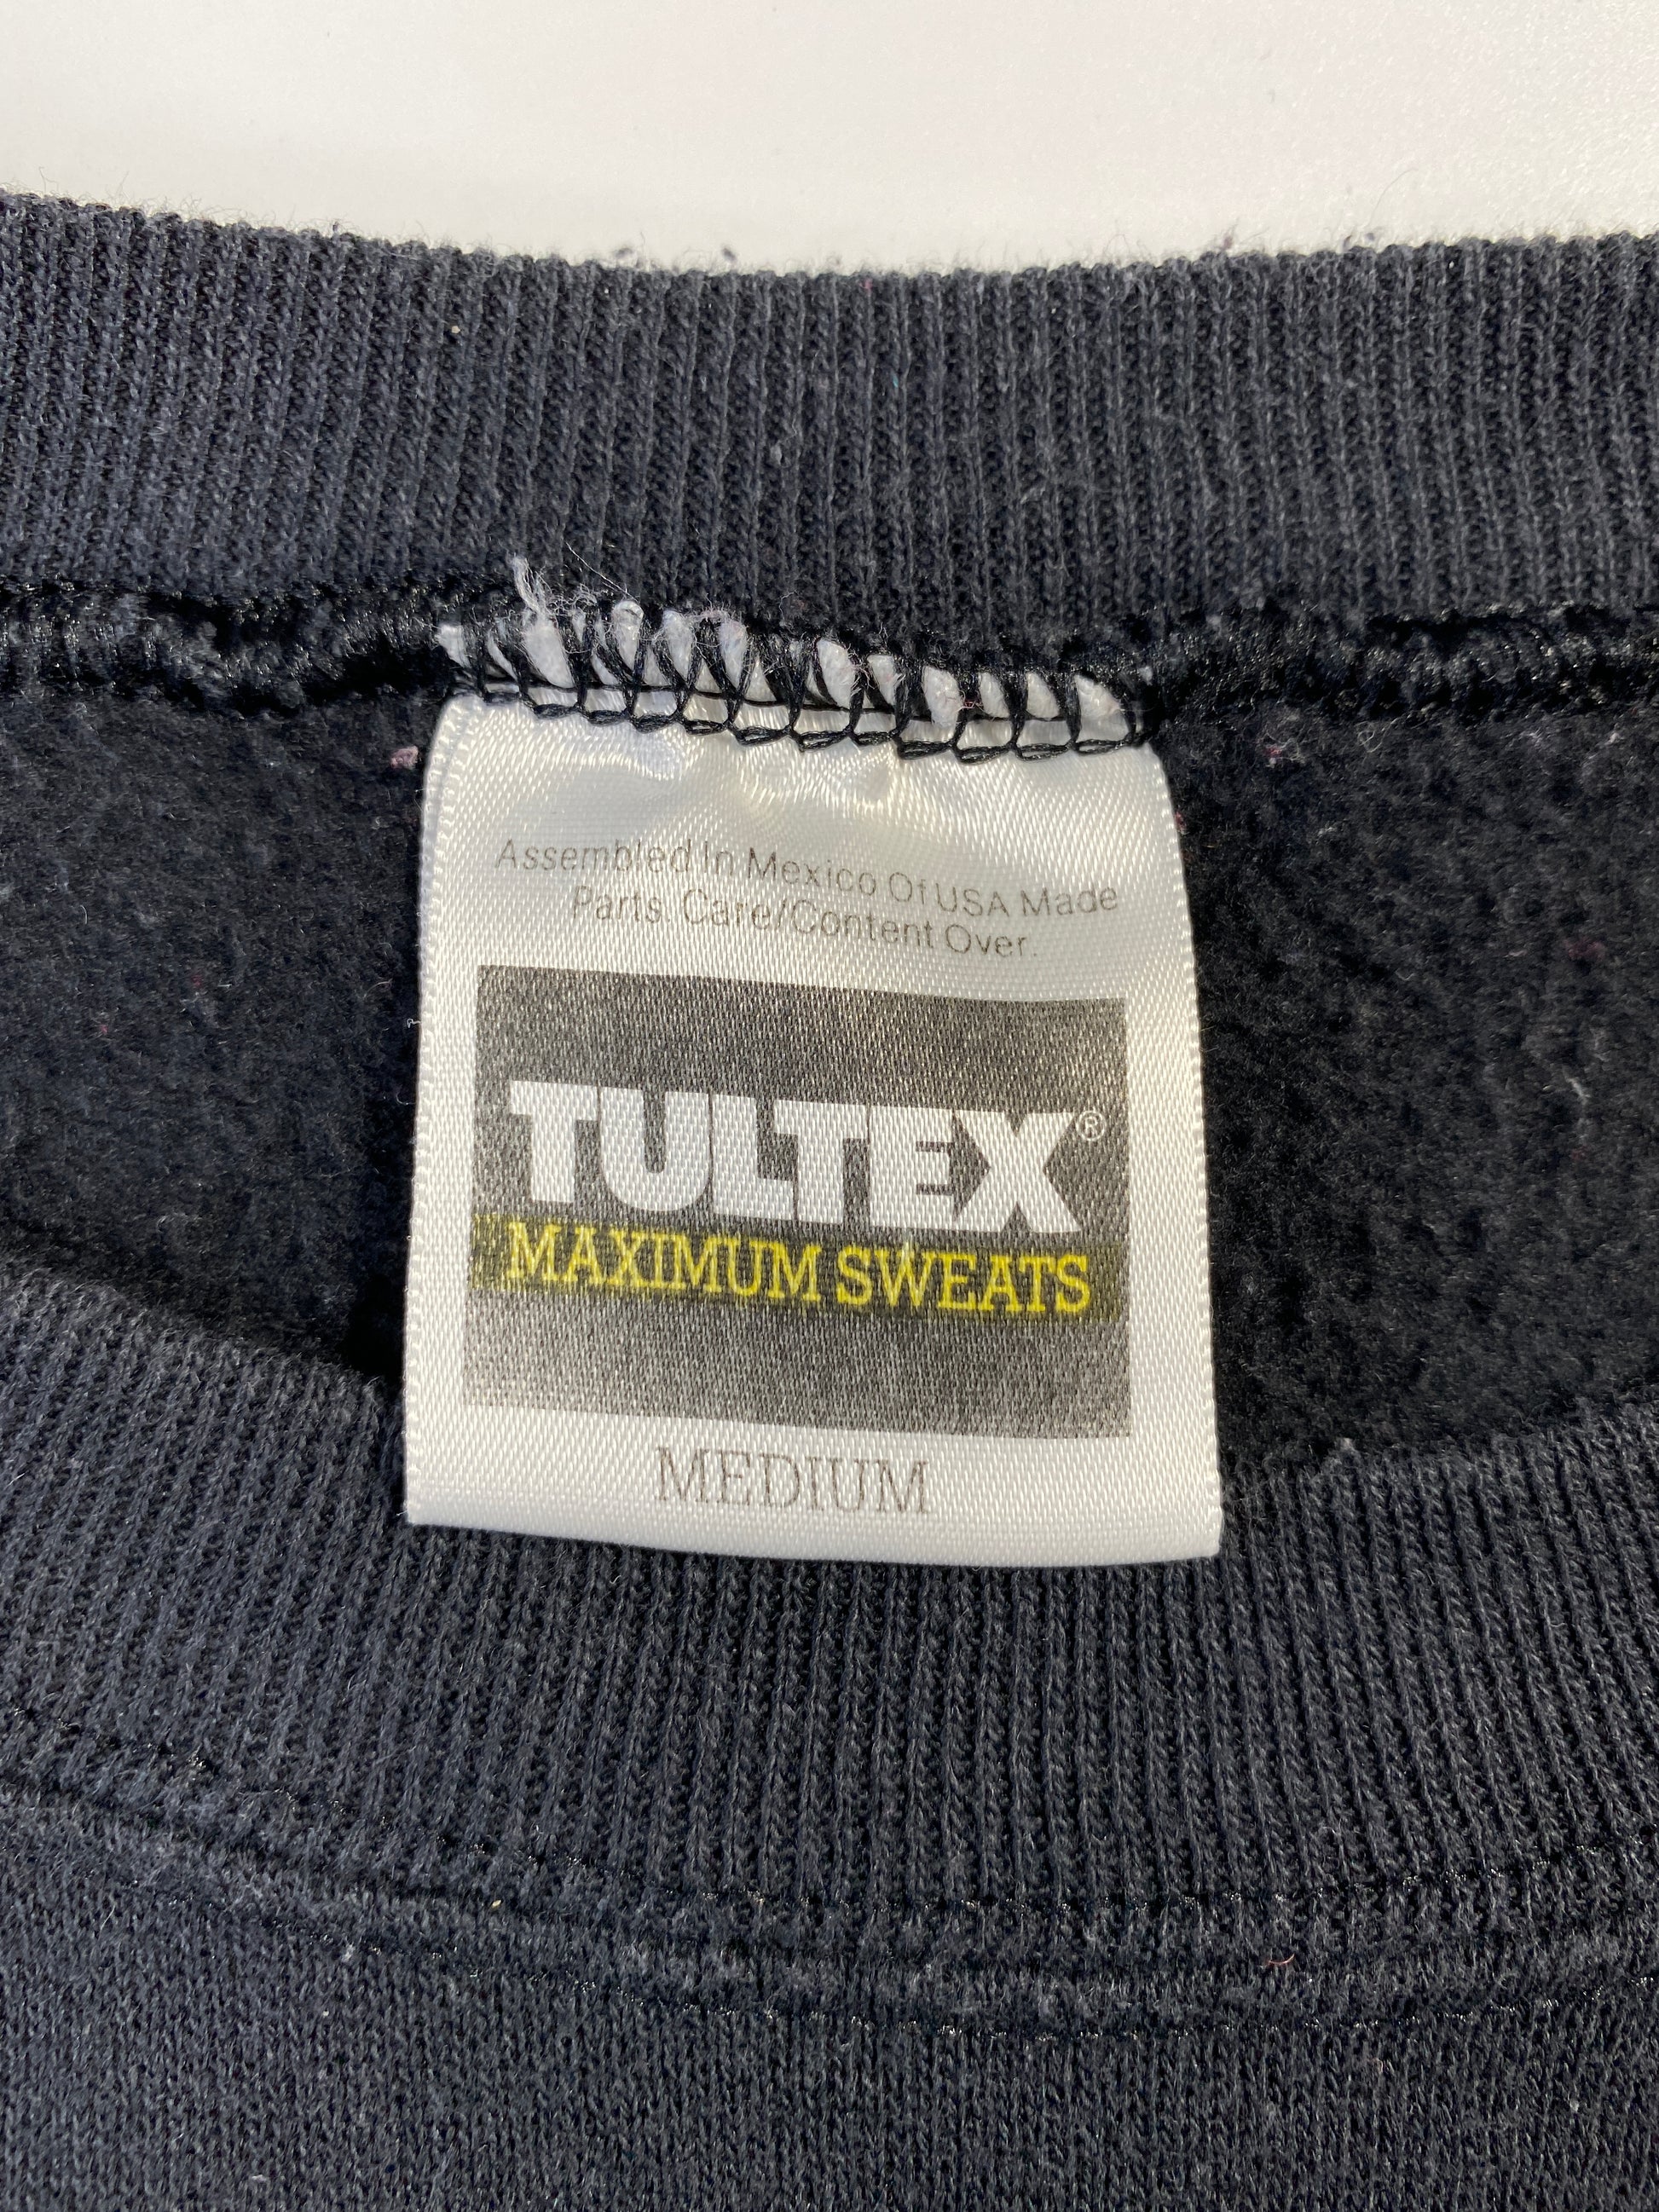 Assembled In Mexico Of USA Made
Parts. Care/Content Over.
TULTEX®
MAXIMUM SWEATS
MEDIUM